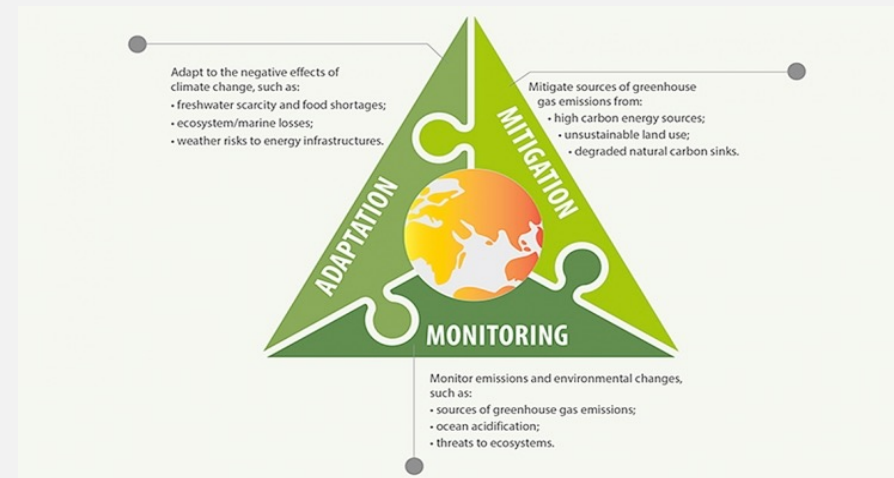 Adapt to the negative effects of
climate change, such as:
• freshwater scarcity and food shortages;
• ecosystem/marine losses;
• weather risks to energy infrastructures.
Mitigate sources of greenhouse
gas emissions from:
• high carbon energy sources;
• unsustainable land use;
• degraded natural carbon sinks.
ADAPTATION
MITIGATION
MONITORING
Monitor emissions and environmental changes,
such as:
• sources of greenhouse gas emissions;
• ocean acidification;
• threats to ecosystems.